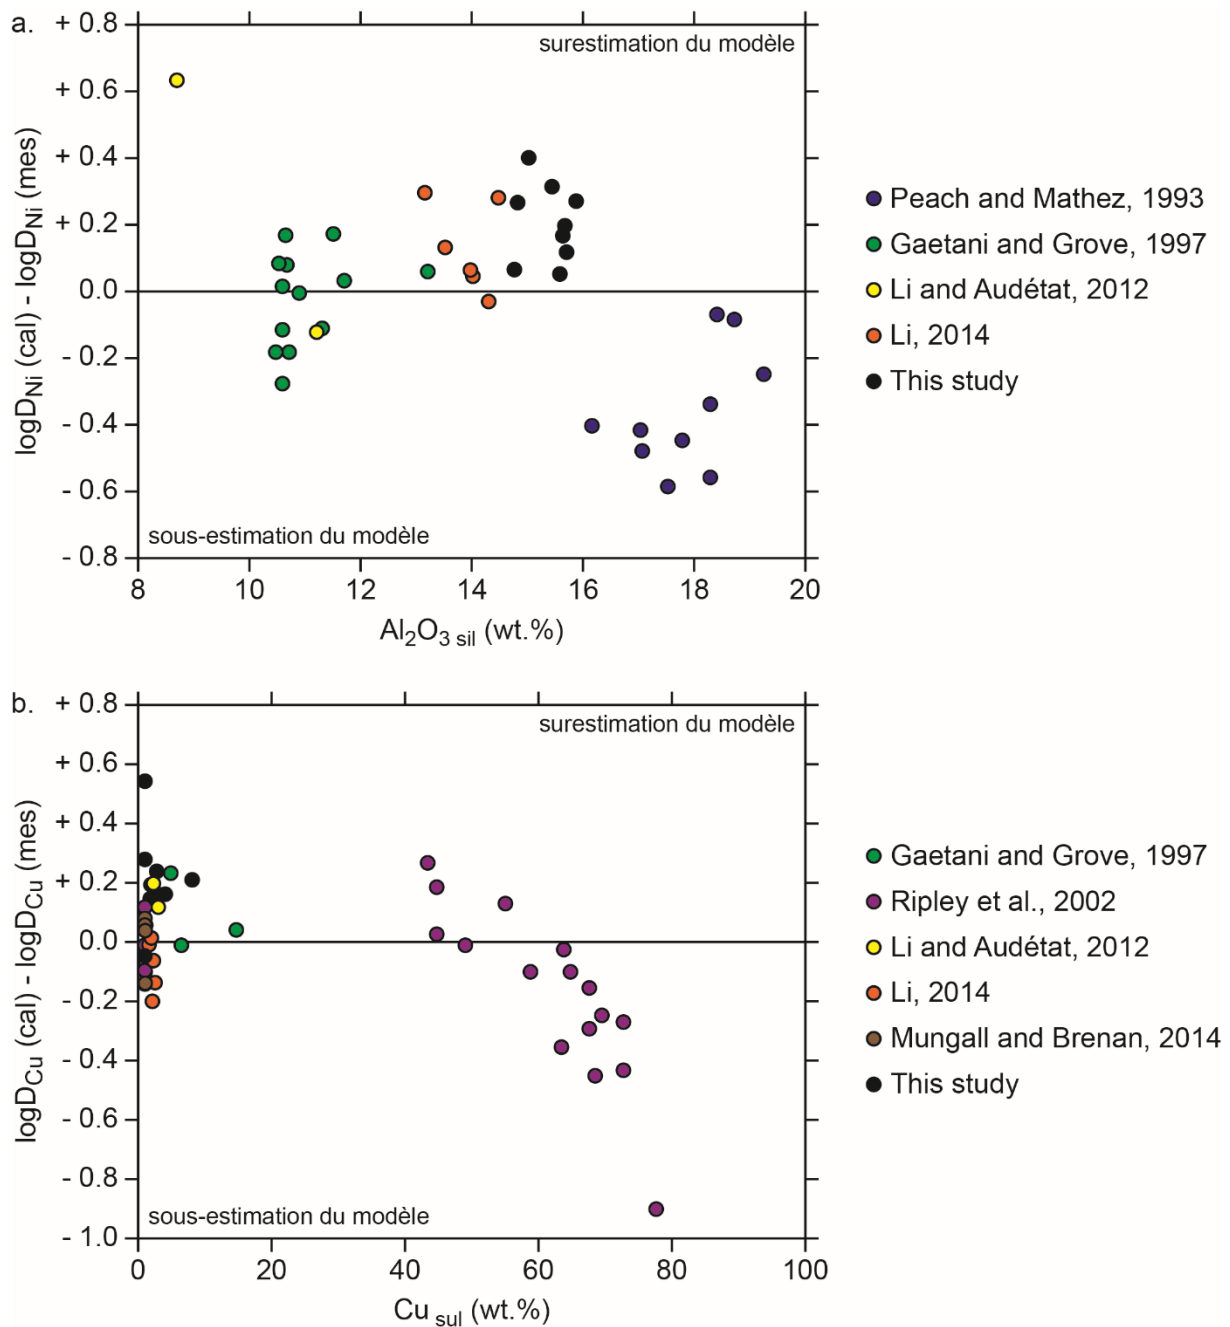 a.
+ 0.8
+ 0.6
+ 0.4
+ 0.2
0.0
- 0.2
- 0.4
- 0.6
- 0.8
logD_Ni (cal) - logD_Ni (mes)
surestimation du modèle
sous-estimation du modèle
8 10 12 14 16 18 20
Al₂O₃ sil (wt.%)
Peach and Mathez, 1993
Gaetani and Grove, 1997
Li and Audétat, 2012
Li, 2014
This study
b.
+ 0.8
+ 0.6
+ 0.4
+ 0.2
0.0
- 0.2
- 0.4
- 0.6
- 0.8
- 1.0
logD_Cu (cal) - logD_Cu (mes)
surestimation du modèle
sous-estimation du modèle
0 20 40 60 80 100
Cu sul (wt.%)
Gaetani and Grove, 1997
Ripley et al., 2002
Li and Audétat, 2012
Li, 2014
Mungall and Brenan, 2014
This study